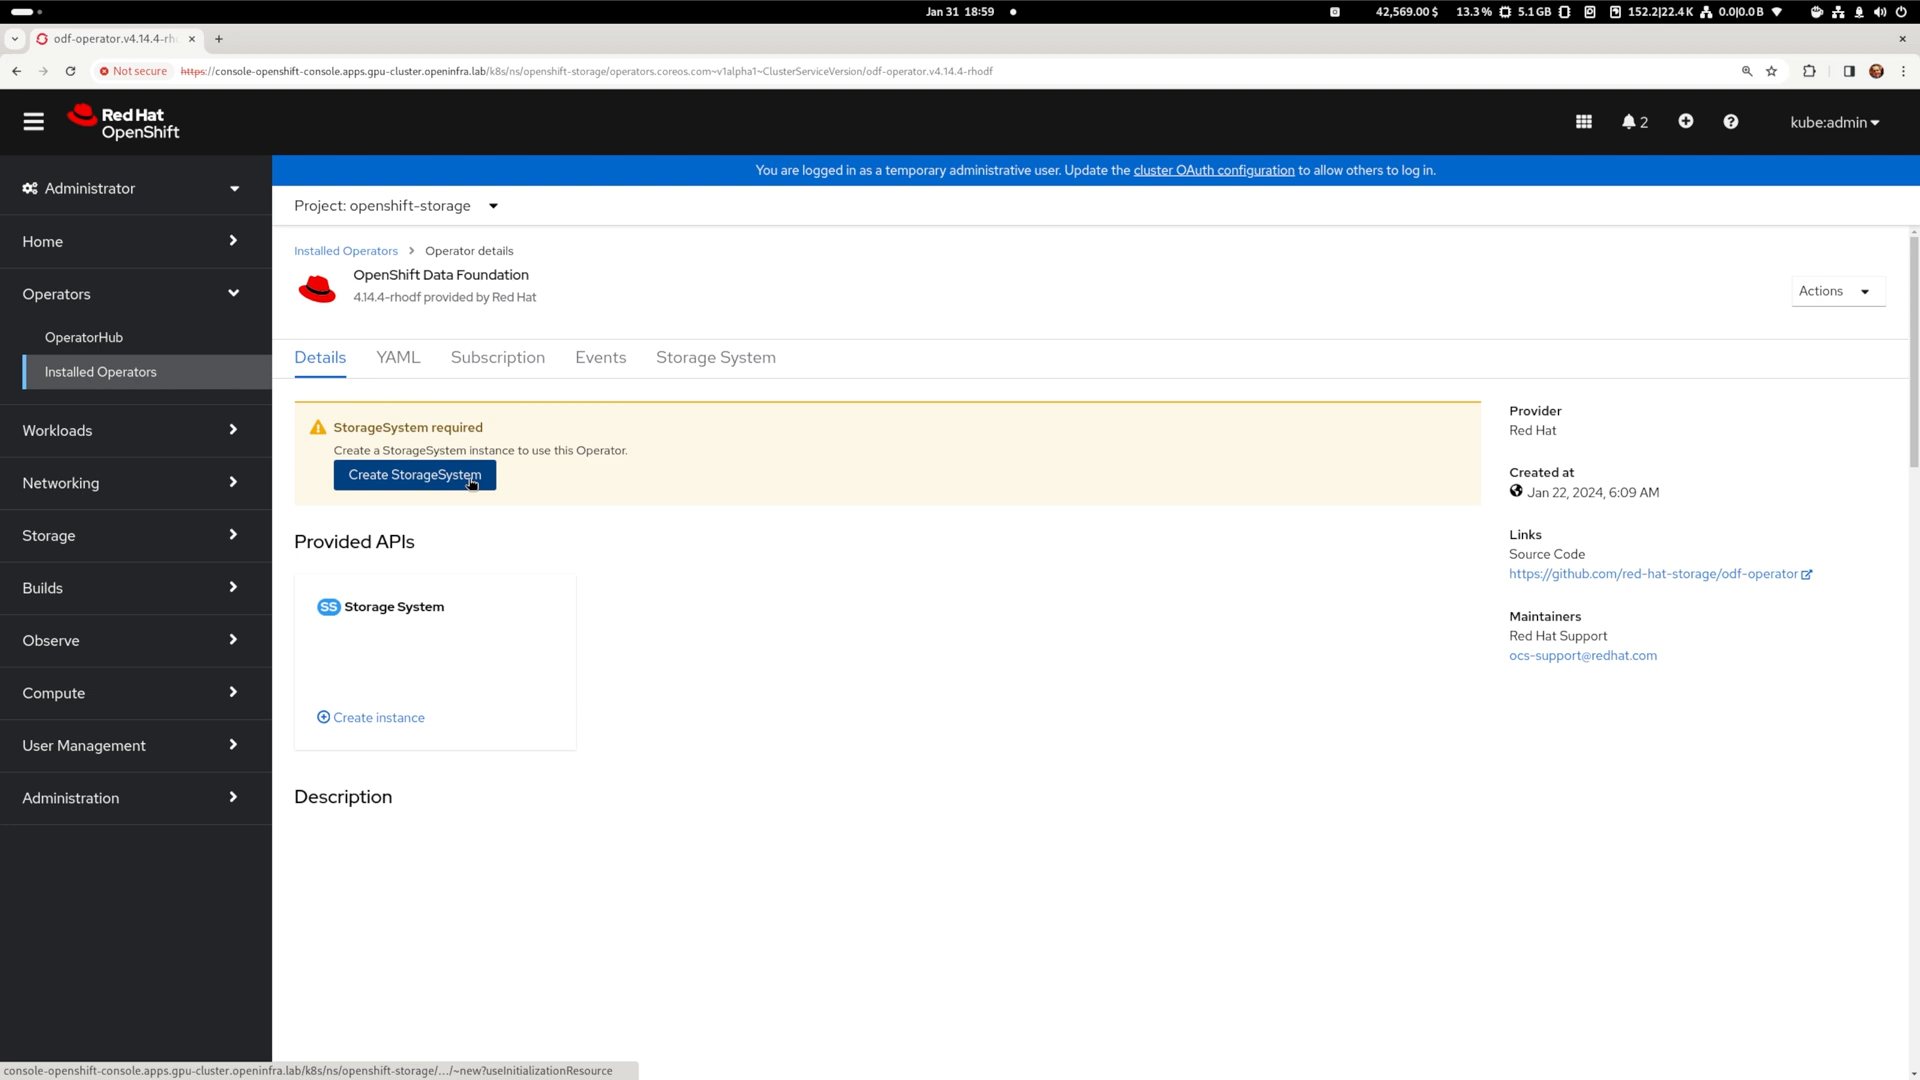 Jan 31 18:59
42,569.00 $
13.3 %
5.1GB
152.2|22.4 K
0.0|0.0 B
odf-operator.v4.14.4-rh
Not secure
https://console-openshift-console.apps.gpu-cluster.openinfra.lab/k8s/ns/openshift-storage/operators.coreos.com~v1alpha1~ClusterServiceVersion/odf-operator.v4.14.4-rhodf
Red Hat
OpenShift
2
kube:admin
You are logged in as a temporary administrative user. Update the cluster OAuth configuration to allow others to log in.
Administrator
Home
Operators
OperatorHub
Installed Operators
Workloads
Networking
Storage
Builds
Observe
Compute
User Management
Administration
Project: openshift-storage
Installed Operators > Operator details
OpenShift Data Foundation
4.14.4-rhodf provided by Red Hat
Actions
Details YAML Subscription Events Storage System
StorageSystem required
Create a StorageSystem instance to use this Operator.
Create StorageSystem
Provided APIs
SS Storage System
Create instance
Description
Provider
Red Hat
Created at
Jan 22, 2024, 6:09 AM
Links
Source Code
https://github.com/red-hat-storage/odf-operator
Maintainers
Red Hat Support
ocs-support@redhat.com
console-openshift-console.apps.gpu-cluster.openinfra.lab/k8s/ns/openshift-storage/.../~new?useInitializationResource